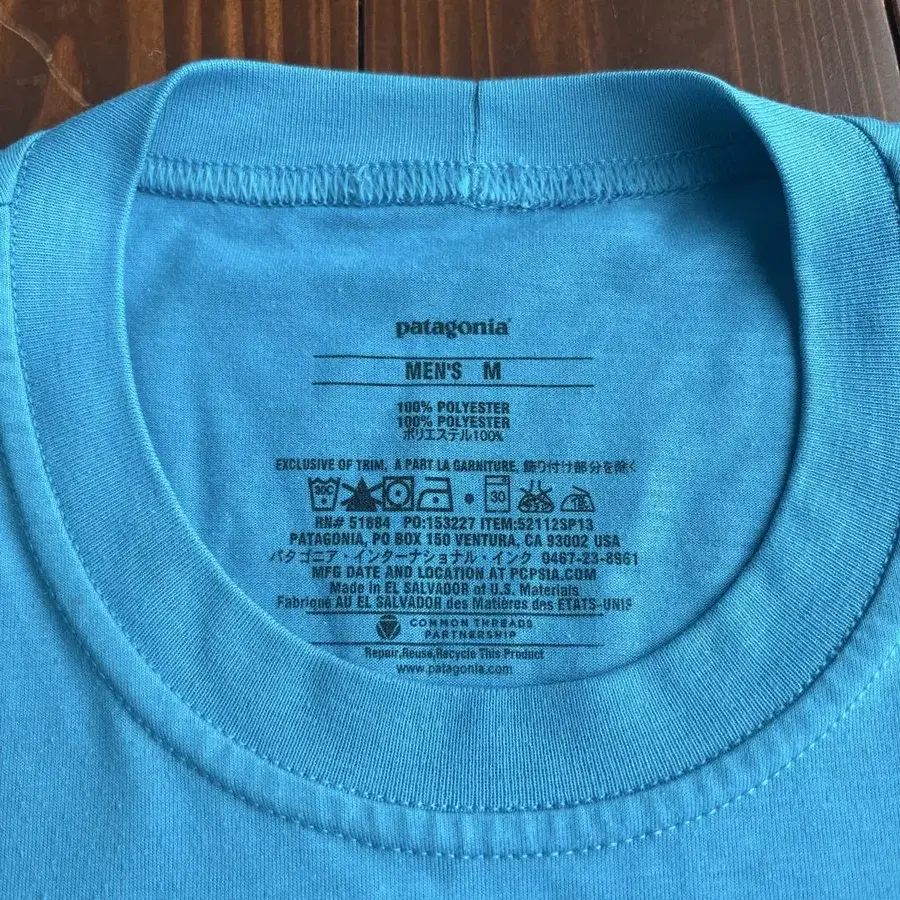 patagonia®
MEN'S M
100% POLYESTER
100% POLYESTER
ポリエステル100%
EXCLUSIVE OF TRIM, A PART LA GARNITURE, 飾り付け部分を除く
30C 30
RN# 51884 PO:153227 ITEM:52112SP13
PATAGONIA, PO BOX 150 VENTURA, CA 93002 USA
パタゴニア・インターナショナル・インク 0467-23-8961
MFG DATE AND LOCATION AT PCPSIA.COM
Made in EL SALVADOR of U.S. Materials
Fabrique AU EL SALVADOR des Matières des ETATS-UNIS
COMMON THREADS
PARTNERSHIP
Repair,Reuse,Recycle This Product
www.patagonia.com